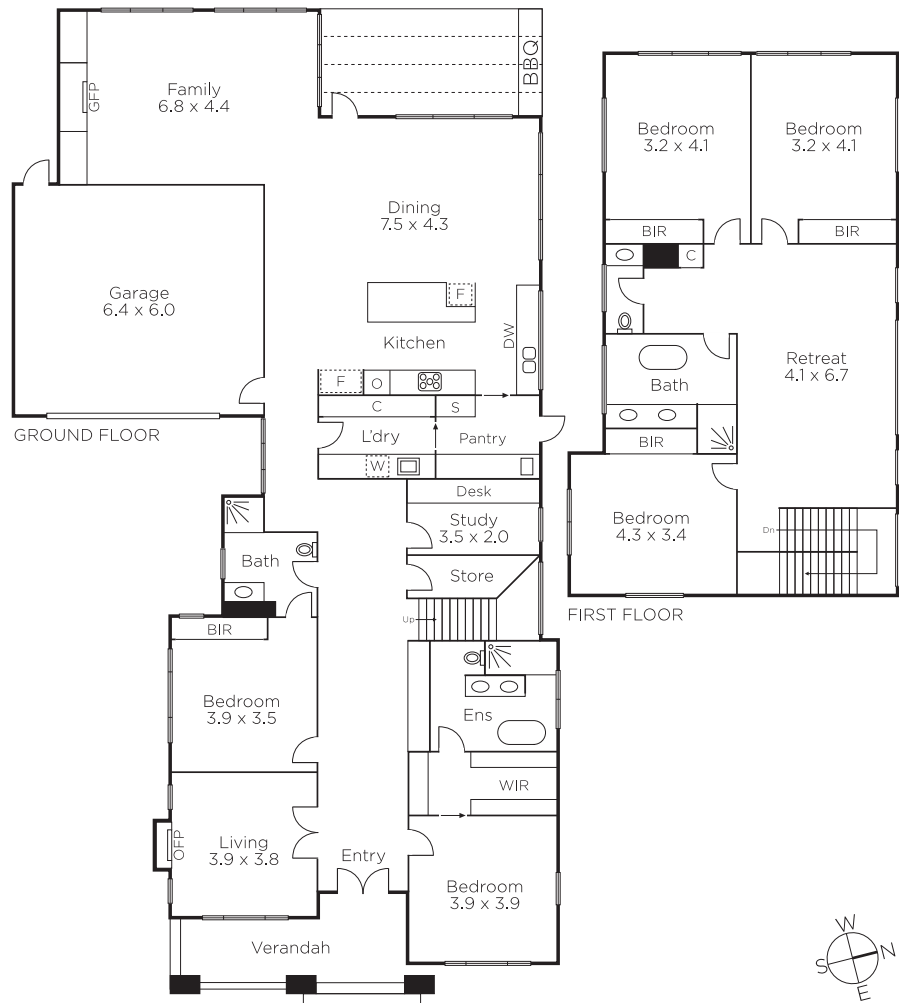 Family
6.8 x 4.4
GFP
BBQ
Dining
7.5 x 4.3
Garage
6.4 x 6.0
F
Kitchen
DW
F
O
C
S
L'dry
Pantry
W
GROUND FLOOR
Desk
Study
3.5 x 2.0
Bath
Store
Up
BIR
Bedroom
3.9 x 3.5
Ens
WIR
OFP
Living
3.9 x 3.8
Entry
Bedroom
3.9 x 3.9
Verandah
Bedroom
3.2 x 4.1
Bedroom
3.2 x 4.1
BIR
BIR
C
Retreat
4.1 x 6.7
Bath
BIR
Bedroom
4.3 x 3.4
Dn
FIRST FLOOR
W
N
S
E